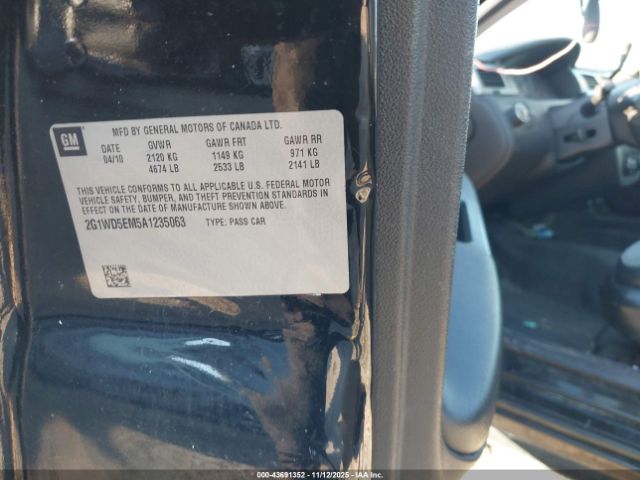 GM
MFD BY GENERAL MOTORS OF CANADA LTD.
DATE GVWR GAWR FRT GAWR RR
04/10 2120 KG 1149 KG 971 KG
4674 LB 2533 LB 2141 LB
THIS VEHICLE CONFORMS TO ALL APPLICABLE U.S. FEDERAL MOTOR
VEHICLE SAFETY, BUMPER, AND THEFT PREVENTION STANDARDS IN
EFFECT ON THE DATE OF MANUFACTURE SHOWN ABOVE.
2G1WD5EM5A1235063 TYPE: PASS CAR
000-43691352 - 11/12/2025 - IAAI.com